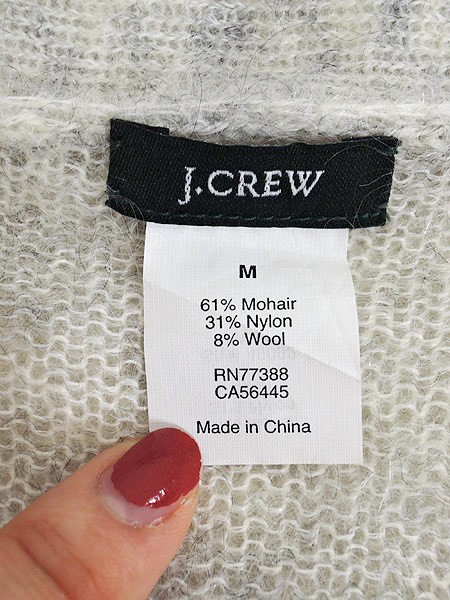 J.CREW
M
61% Mohair
31% Nylon
8% Wool
RN77388
CA56445
Made in China